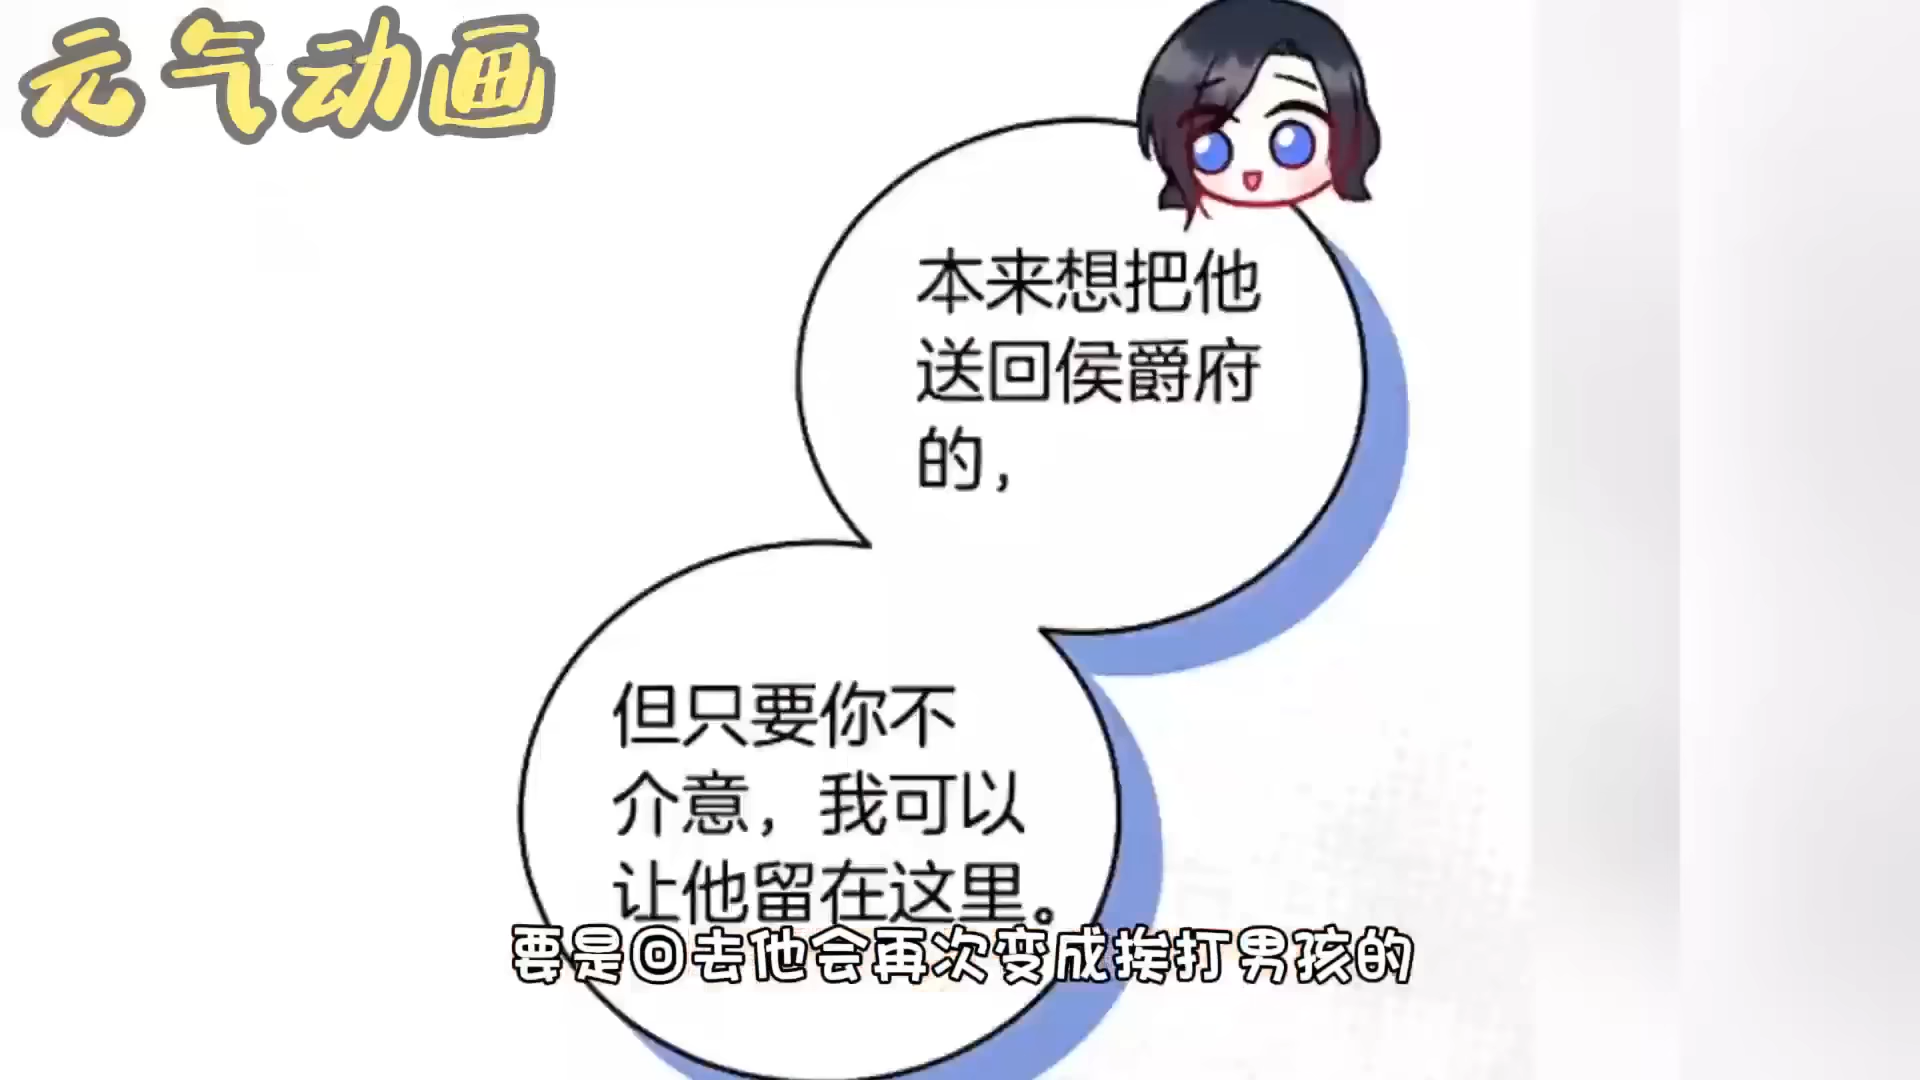 元气动画
本来想把他
送回侯爵府
的，
但只要你不
介意，我可以
让他留在这里。
要是回去他会再次变成挨打男孩的